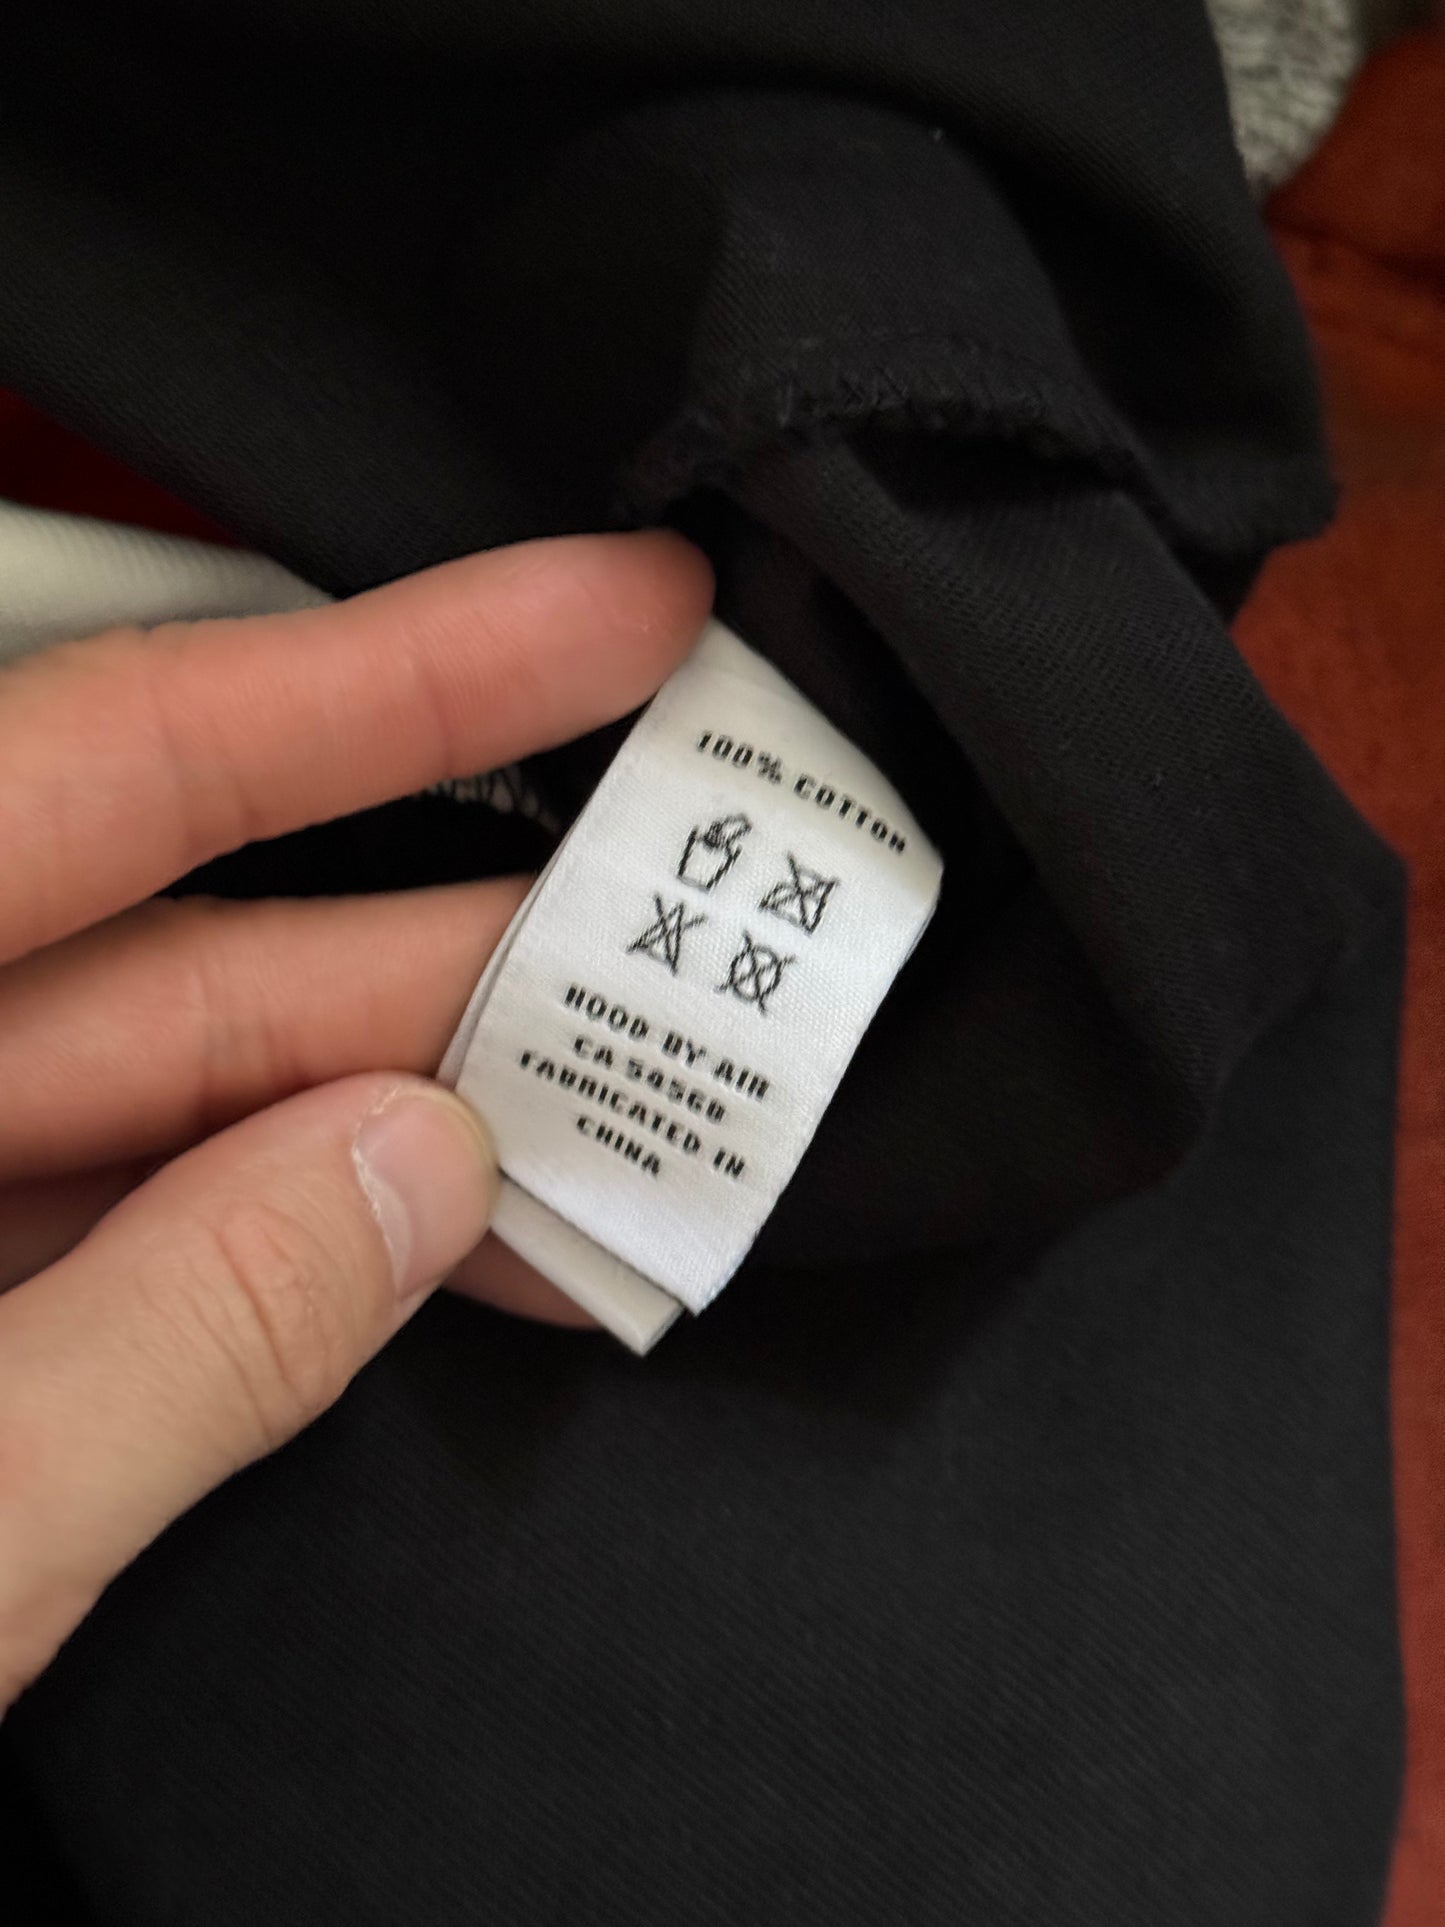 100% COTTON
HOOD BY AIR
CA 54560
FABRICATED IN
CHINA